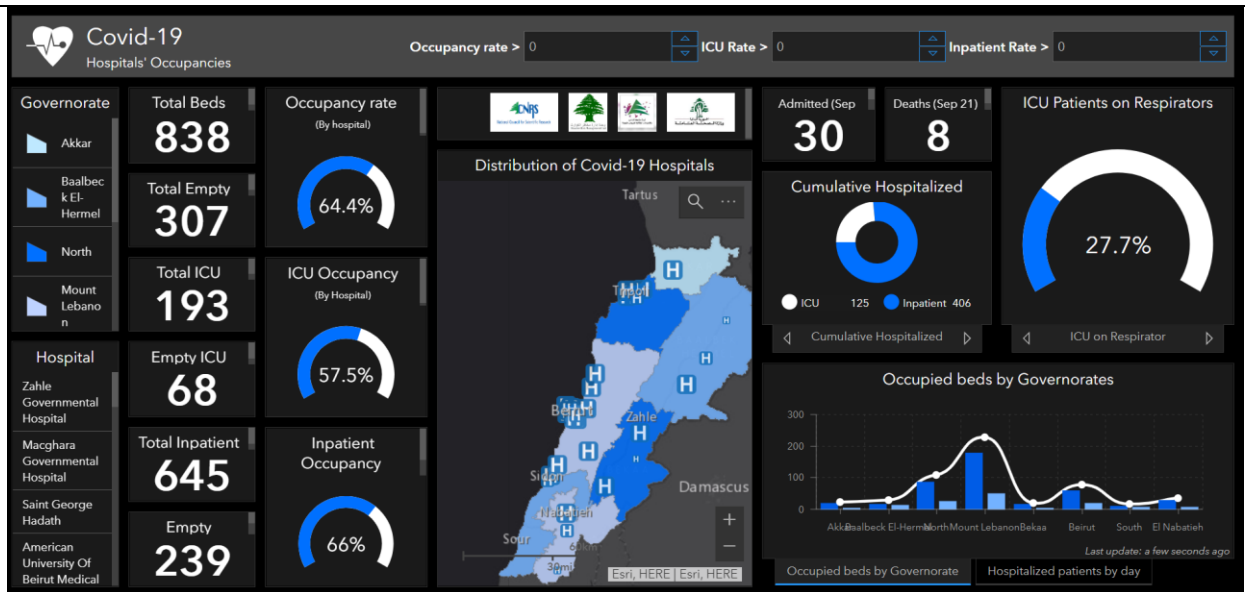 Covid-19
Hospitals' Occupancies
Occupancy rate > 0
ICU Rate > 0
Inpatient Rate > 0
Governorate
Akkar
Baalbec
k El-
Hermel
North
Mount
Lebano
n
Hospital
Zahle
Governmental
Hospital
Macghara
Governmental
Hospital
Saint George
Hadath
American
University Of
Beirut Medical
Total Beds
838
Total Empty
307
Total ICU
193
Empty ICU
68
Total Inpatient
645
Empty
239
Occupancy rate
(By hospital)
64.4%
ICU Occupancy
(By Hospital)
57.5%
Inpatient
Occupancy
66%
CNRS
Distribution of Covid-19 Hospitals
Tartus
H
H
H
H
H
H
H
Zahle
H
H
H
H
H
Damascus
H
Sour
60km
30mi
Esri, HERE | Esri, HERE
Admitted (Sep
30
Deaths (Sep 21)
8
Cumulative Hospitalized
ICU 125 Inpatient 406
Cumulative Hospitalized
ICU Patients on Respirators
27.7%
ICU on Respirator
Occupied beds by Governorates
300
200
100
0
Akkar Baalbeck El-Hermel North Mount Lebanon Bekaa Beirut South El Nabatieh
Last update: a few seconds ago
Occupied beds by Governorate
Hospitalized patients by day